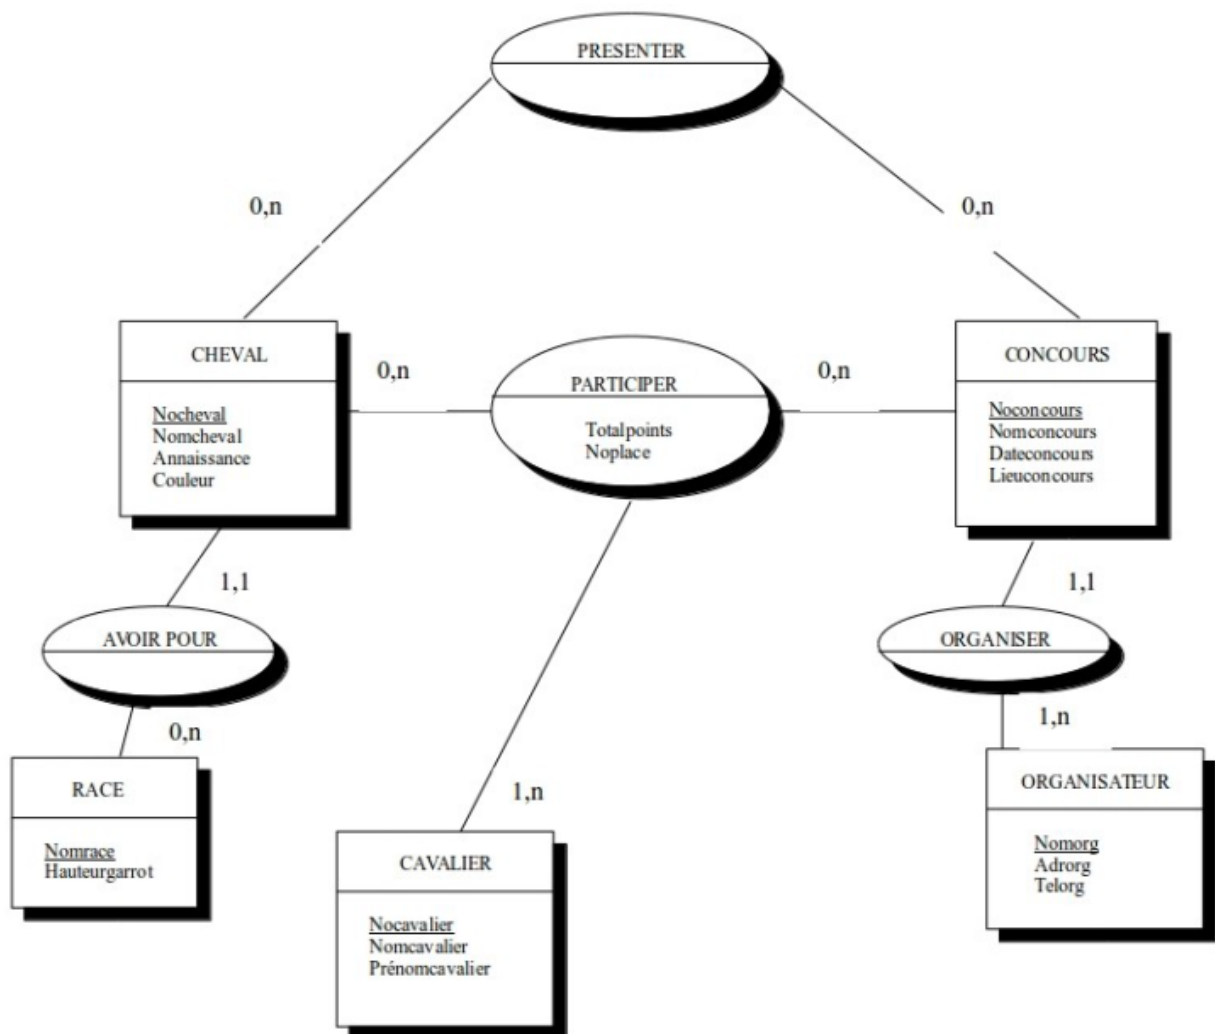 PRESENTER
0,n
0,n
CHEVAL
Nocheval
Nomcheval
Annaissance
Couleur
0,n
PARTICIPER
Totalpoints
Noplace
0,n
CONCOURS
Noconcours
Nomconcours
Dateconcours
Lieuconcours
1,1
AVOIR POUR
0,n
RACE
Nomrace
Hauteurgarrot
1,n
CAVALIER
Nocavalier
Nomcavalier
Prénomcavalier
1,1
ORGANISER
1,n
ORGANISATEUR
Nomorg
Adrorg
Telorg